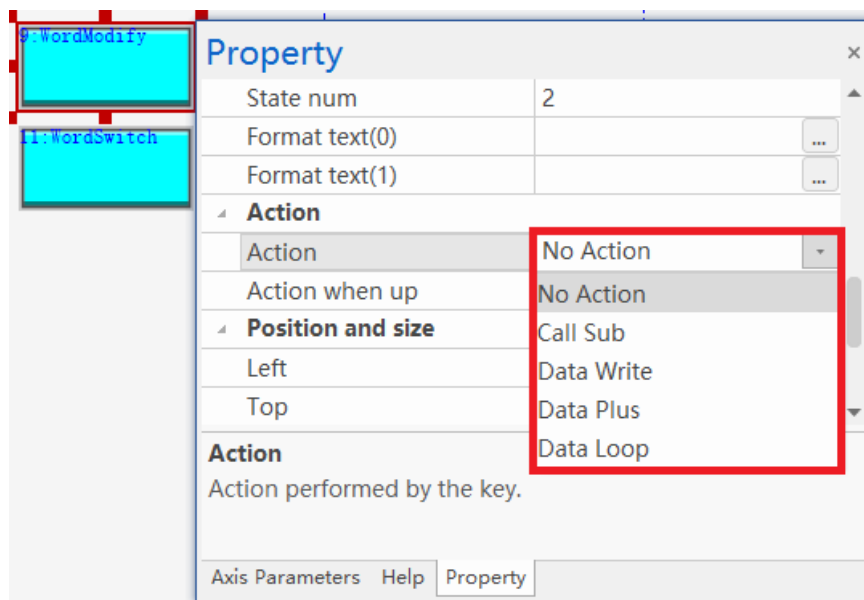 9:WordModify
11:WordSwitch
Property ×
State num 2
Format text(0) ...
Format text(1) ...
Action
Action No Action
Action when up No Action
Call Sub
Position and size
Left Data Write
Top Data Plus
Data Loop
Action
Action performed by the key.
Axis Parameters Help Property